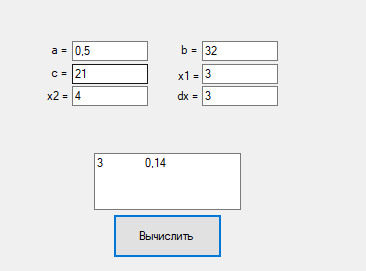 a = 0,5 b = 32
c = 21 x1 = 3
x2 = 4 dx = 3
3 0,14
Вычислить